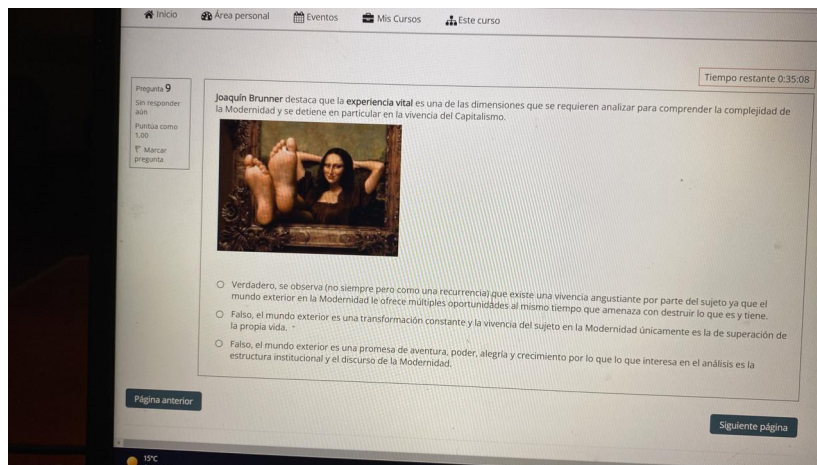 Inicio Área personal Eventos Mis Cursos Este curso
Tiempo restante 0:35:08
Pregunta 9
Sin responder
aún
Puntúa como
1,00
Marcar
pregunta
Joaquín Brunner destaca que la experiencia vital es una de las dimensiones que se requieren analizar para comprender la complejidad de
la Modernidad y se detiene en particular en la vivencia del Capitalismo.
Verdadero, se observa (no siempre pero como una recurrencia) que existe una vivencia angustiante por parte del sujeto ya que el
mundo exterior en la Modernidad le ofrece múltiples oportunidades al mismo tiempo que amenaza con destruir lo que es y tiene.
Falso, el mundo exterior es una transformación constante y la vivencia del sujeto en la Modernidad únicamente es la de superación de
la propia vida.
Falso, el mundo exterior es una promesa de aventura, poder, alegría y crecimiento por lo que lo que interesa en el análisis es la
estructura institucional y el discurso de la Modernidad.
Página anterior
Siguiente página
15°C